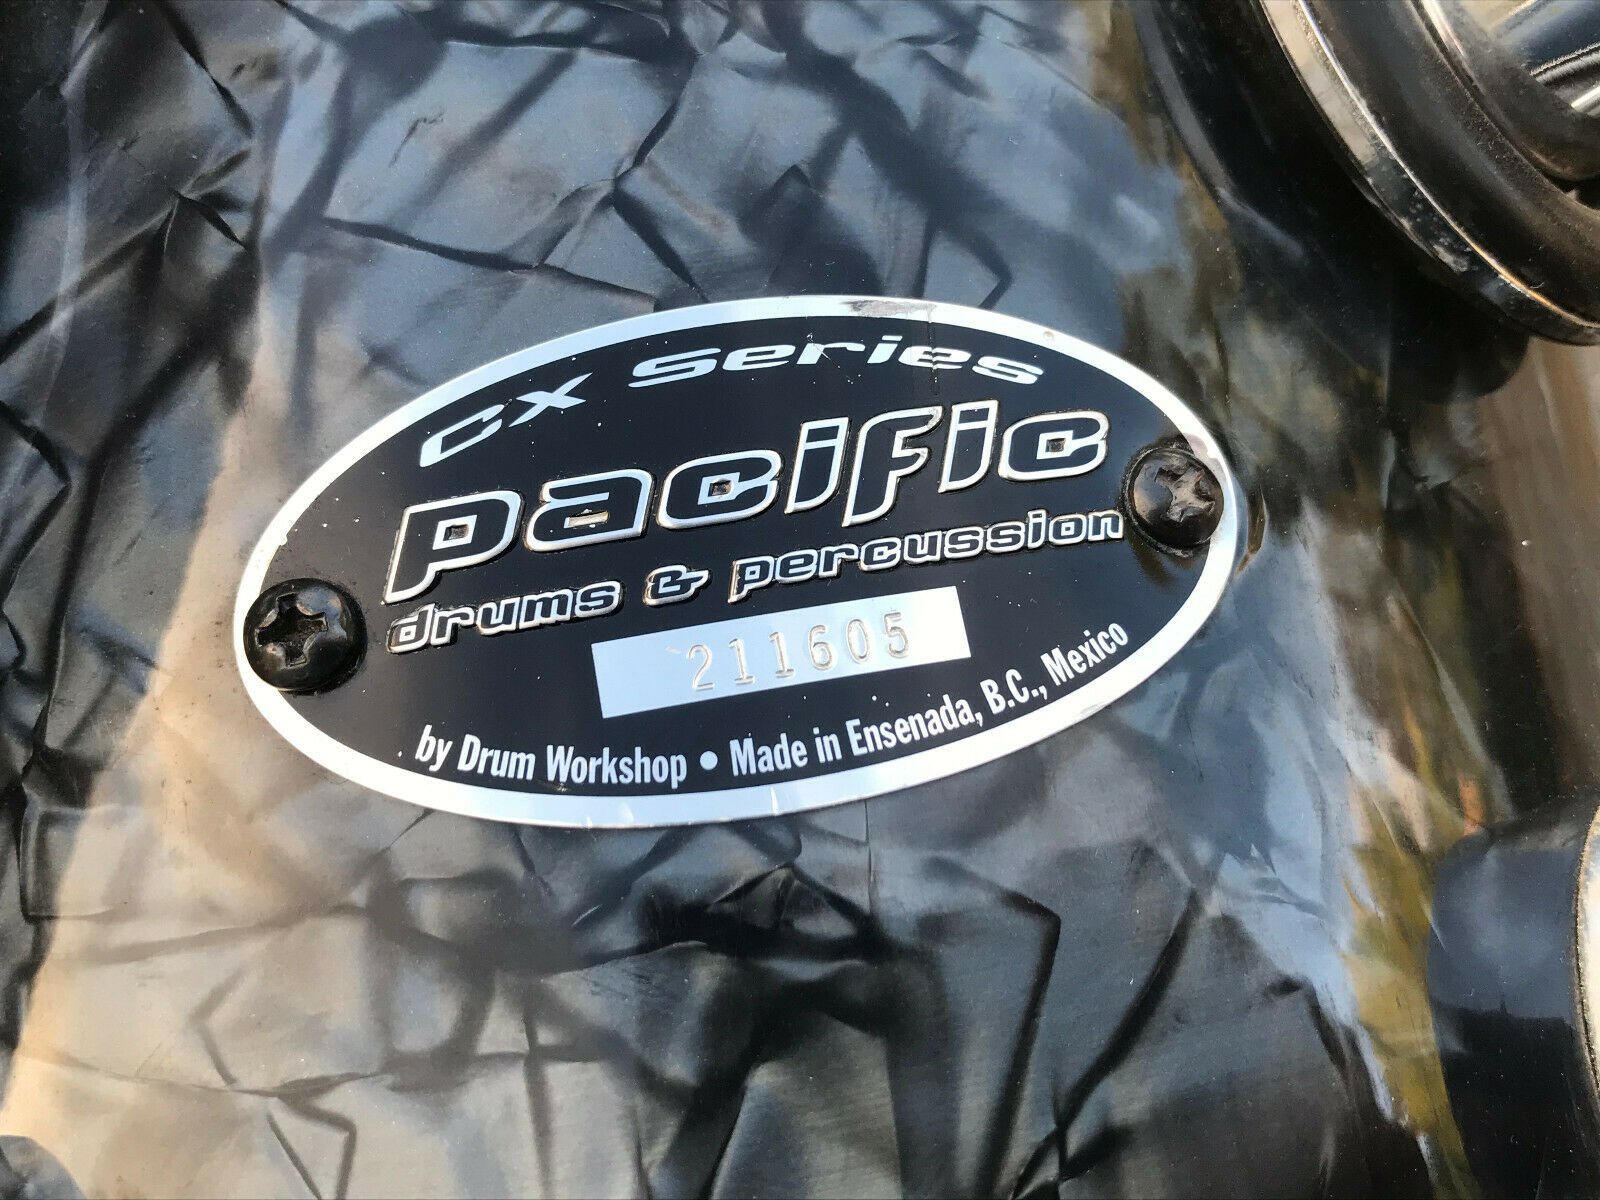 CX Series
pacific
drums & percussion
211605
by Drum Workshop • Made in Ensenada, B.C., Mexico